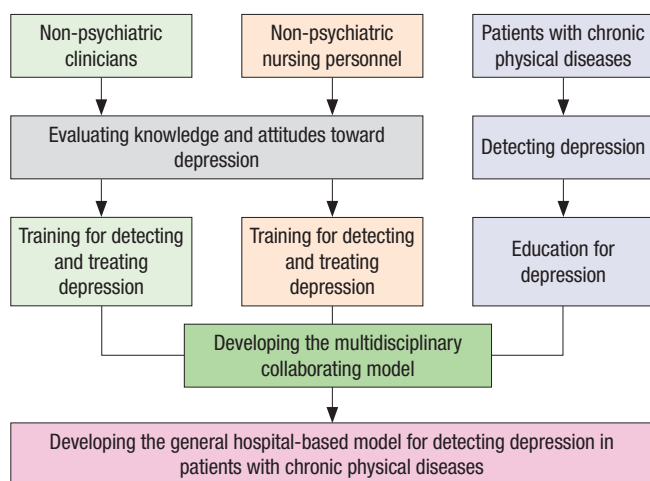 Non-psychiatric
clinicians
Non-psychiatric
nursing personnel
Patients with chronic
physical diseases
Evaluating knowledge and attitudes toward
depression
Detecting depression
Training for detecting
and treating
depression
Training for detecting
and treating
depression
Education for
depression
Developing the multidisciplinary
collaborating model
Developing the general hospital-based model for detecting depression in
patients with chronic physical diseases